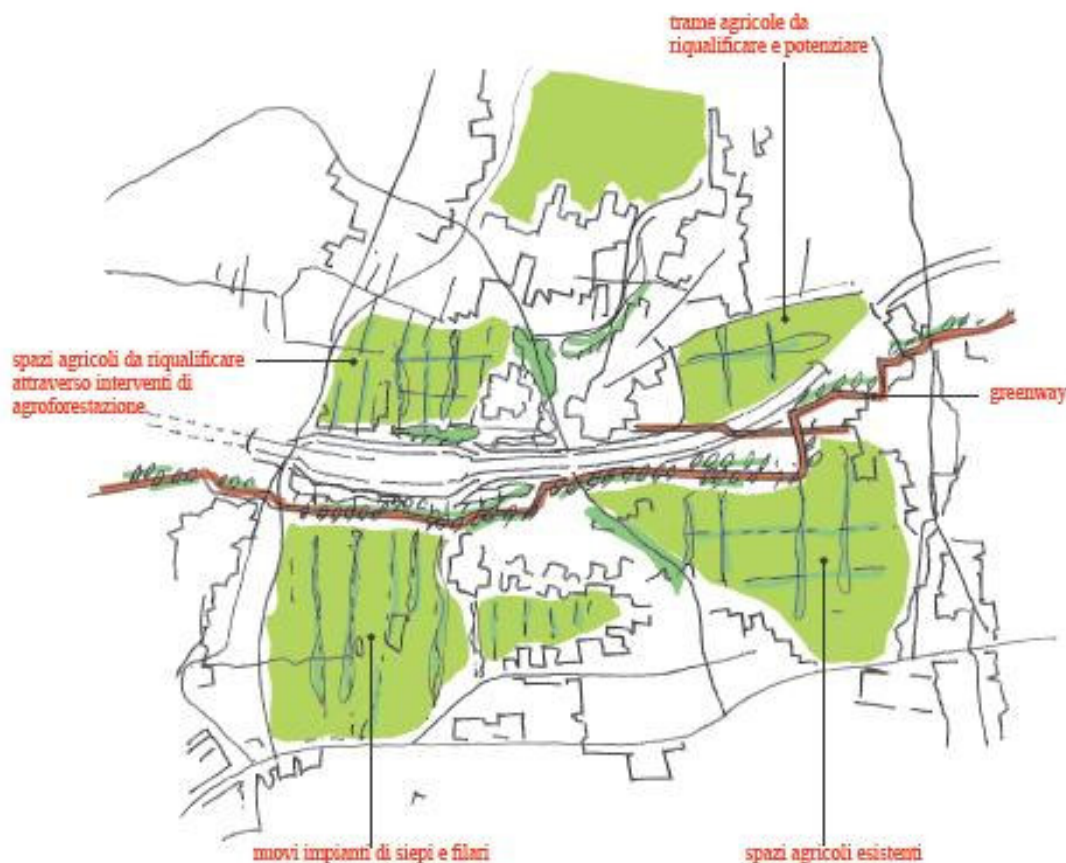 trame agricole da
riqualificare e potenziare
spazi agricoli da riqualificare
attraverso interventi di
agroforestazione
greenway
nuovi impianti di siepi e filari
spazi agricoli esistenti